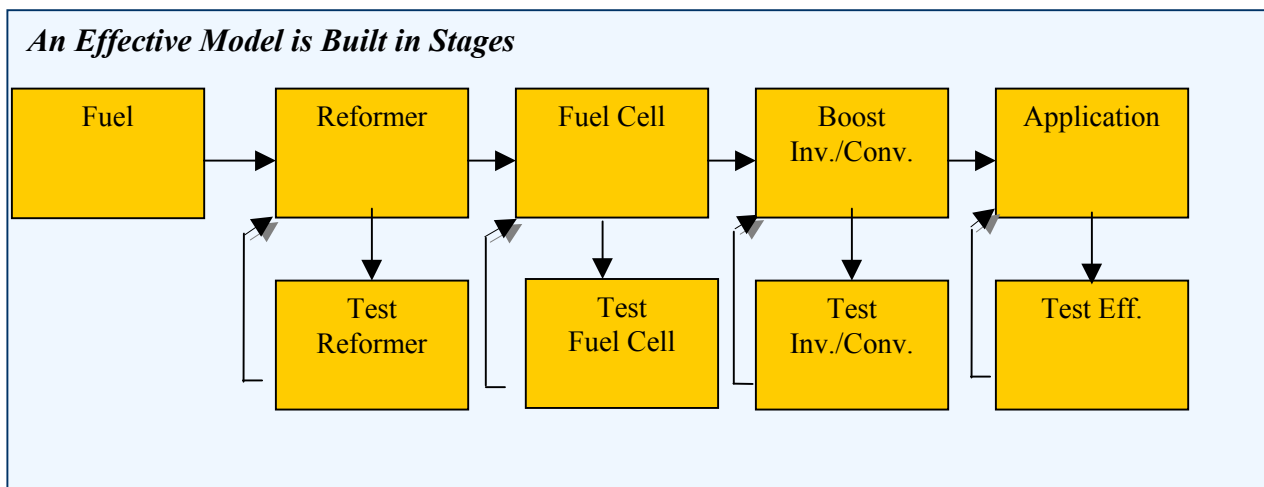 An Effective Model is Built in Stages
Fuel
Reformer
Fuel Cell
Boost
Inv./Conv.
Application
Test
Reformer
Test
Fuel Cell
Test
Inv./Conv.
Test Eff.